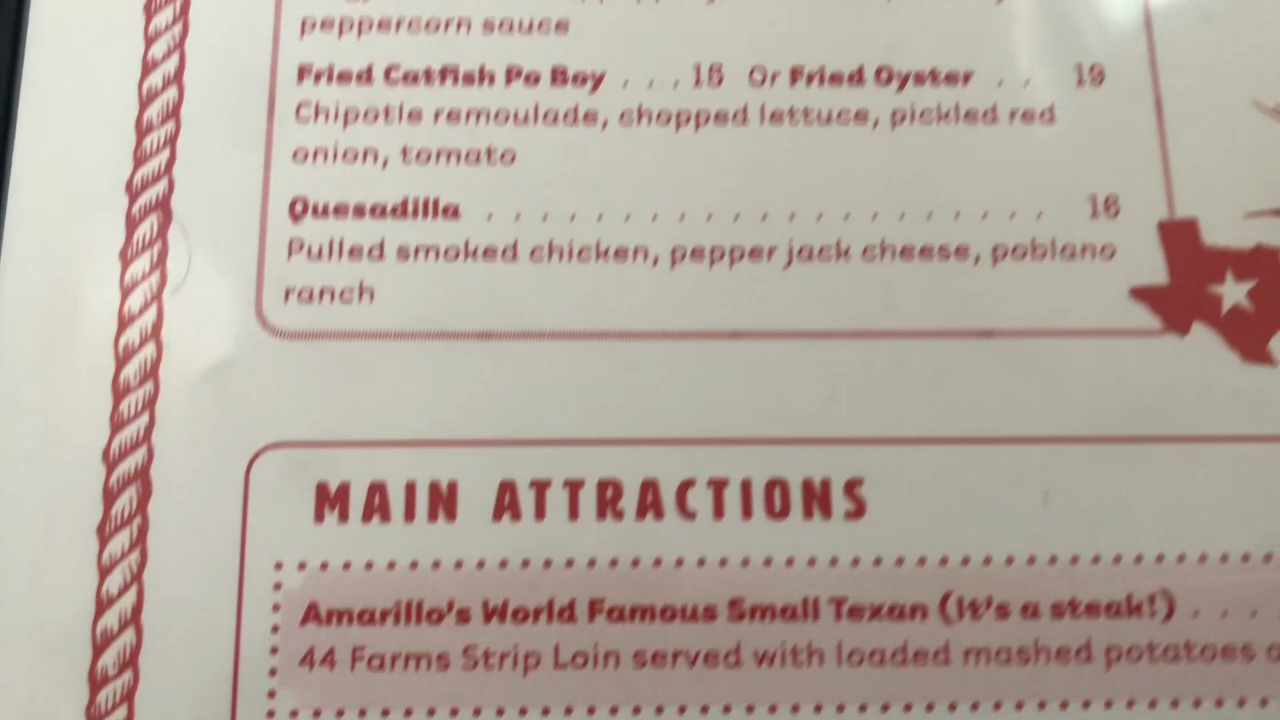 peppercorn sauce
Fried Catfish Po Boy . . . 15 Or Fried Oyster . . 19
Chipotle remoulade, chopped lettuce, pickled red
onion, tomato
Quesadilla . . . . . . . . . . . . . . . . . . . . . 16
Pulled smoked chicken, pepper jack cheese, poblano
ranch
MAIN ATTRACTIONS
Amarillo's World Famous Small Texan (It's a steak!) . . .
44 Farms Strip Loin served with loaded mashed potatoes